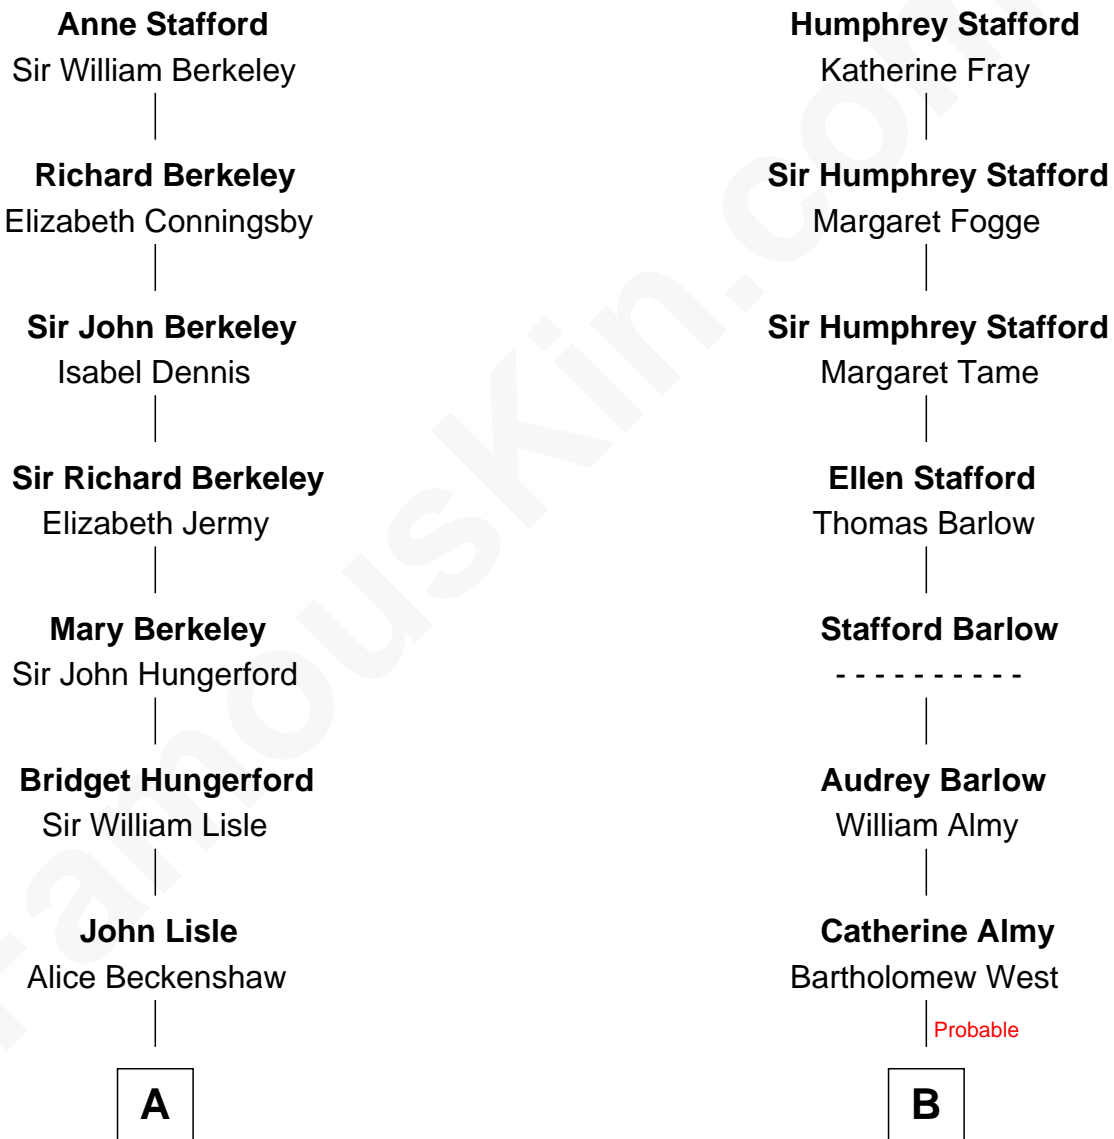 Anne Stafford
Sir William Berkeley
Richard Berkeley
Elizabeth Conningsby
Sir John Berkeley
Isabel Dennis
Sir Richard Berkeley
Elizabeth Jermy
Mary Berkeley
Sir John Hungerford
Bridget Hungerford
Sir William Lisle
John Lisle
Alice Beckenshaw
A
Humphrey Stafford
Katherine Fray
Sir Humphrey Stafford
Margaret Fogge
Sir Humphrey Stafford
Margaret Tame
Ellen Stafford
Thomas Barlow
Stafford Barlow
- - - - - - - - - -
Audrey Barlow
William Almy
Catherine Almy
Bartholomew West
Probable
B
FamousKin.com